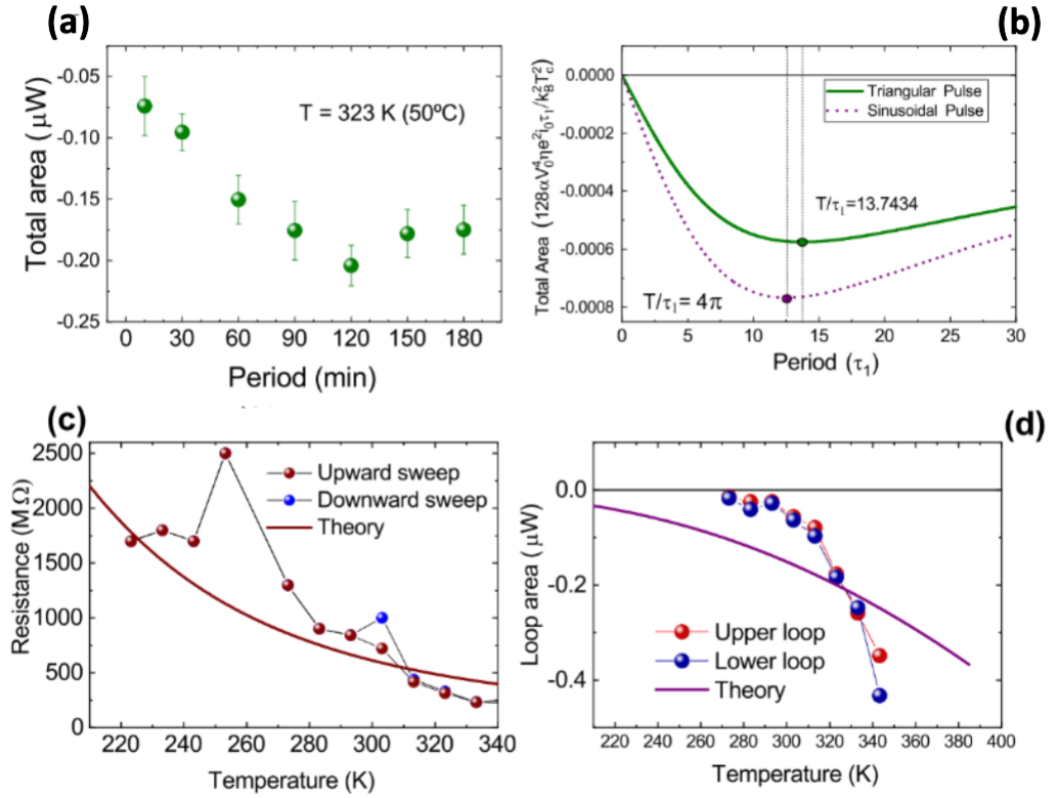 (a)
Total area ( μW)
-0.05
-0.10
-0.15
-0.20
-0.25
T = 323 K (50ºC)
0 30 60 90 120 150 180
Period (min)
(b)
Total Area (128αV₀⁴ηe²i₀τ₁/k_B²T_c²)
0.0000
-0.0002
-0.0004
-0.0006
-0.0008
Triangular Pulse
Sinusoidal Pulse
T/τ₁=13.7434
T/τ₁= 4π
0 5 10 15 20 25 30
Period (τ₁)
(c)
Resistance (M Ω)
2500
2000
1500
1000
500
0
Upward sweep
Downward sweep
Theory
220 240 260 280 300 320 340
Temperature (K)
(d)
Loop area ( μW)
0.0
-0.2
-0.4
Upper loop
Lower loop
Theory
220 240 260 280 300 320 340 360 380 400
Temperature (K)